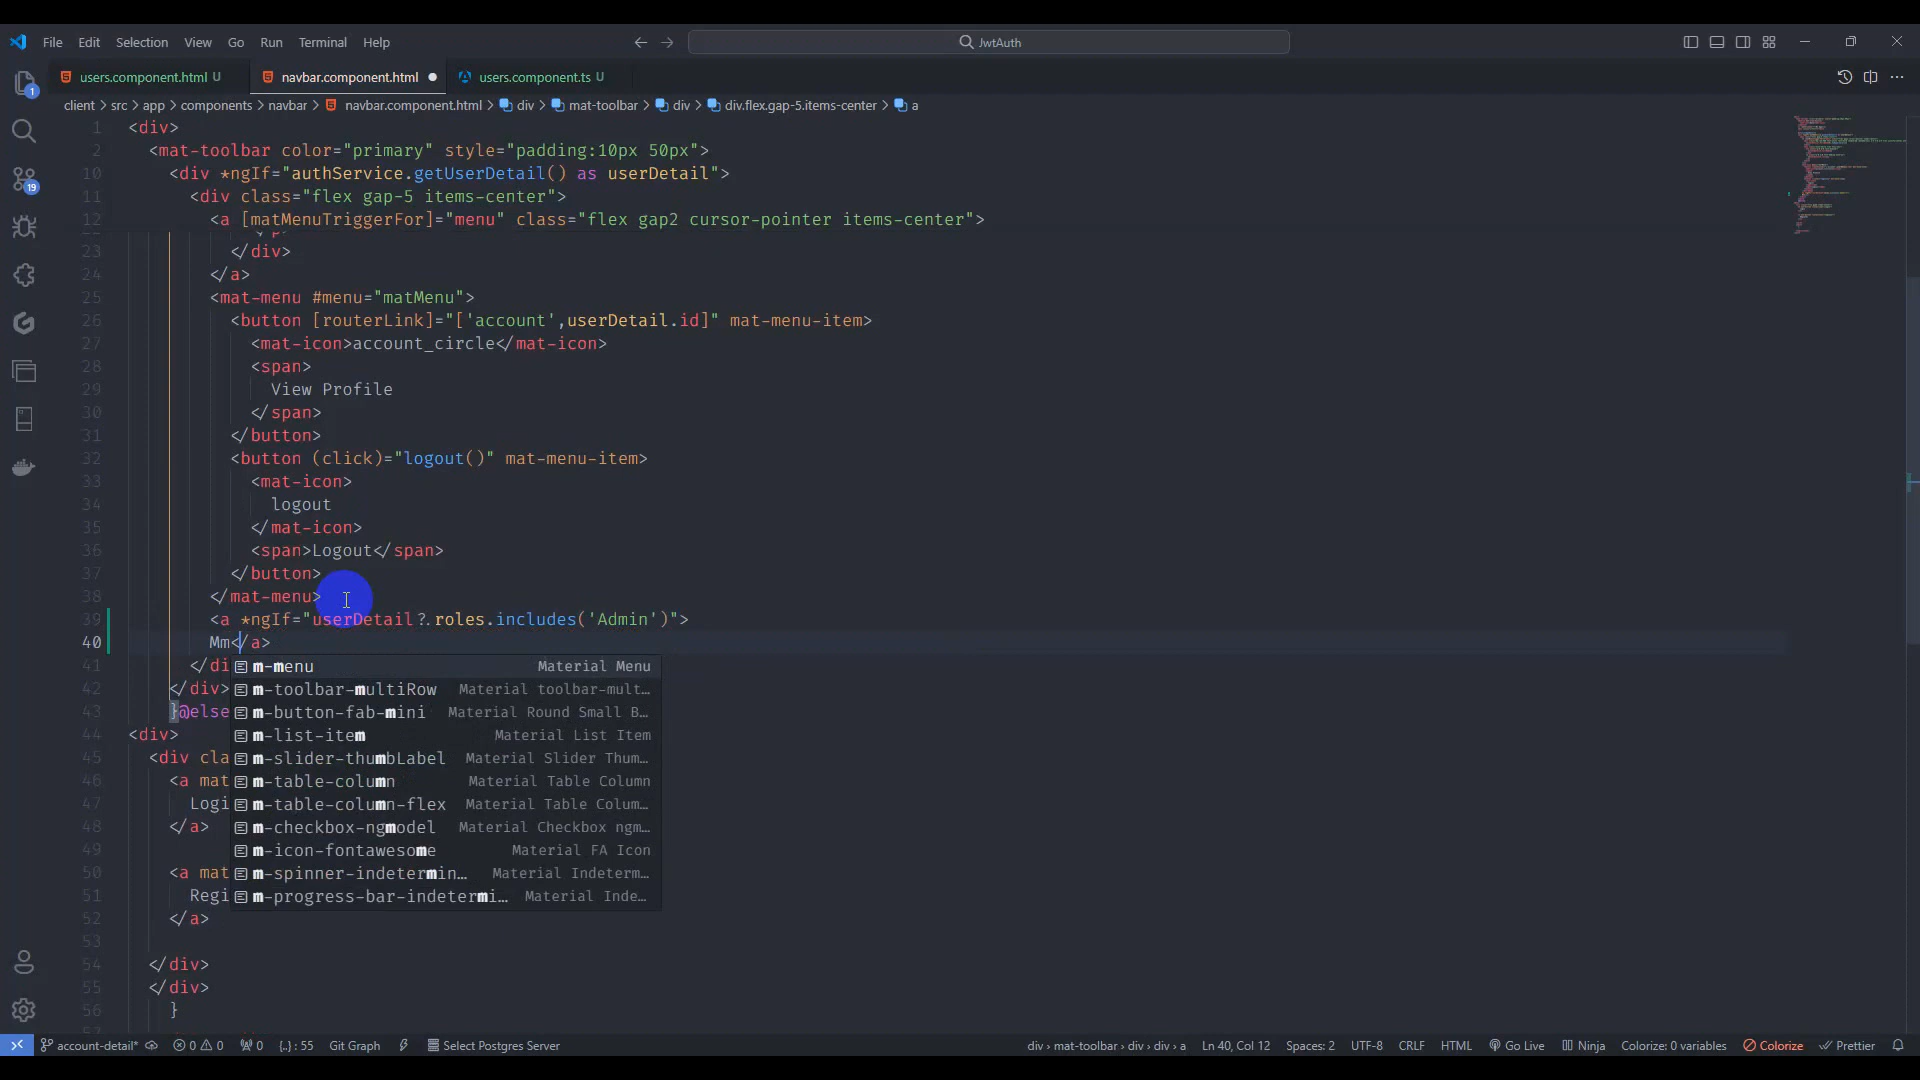 File Edit Selection View Go Run Terminal Help
JwtAuth
users.component.html U navbar.component.html users.component.ts U
client > src > app > components > navbar > navbar.component.html > div > mat-toolbar > div > div.flex.gap-5.items-center > a
1 <div>
2 <mat-toolbar color="primary" style="padding:10px 50px">
10 <div *ngIf="authService.getUserDetail() as userDetail">
11 <div class="flex gap-5 items-center">
12 <a [matMenuTriggerFor]="menu" class="flex gap2 cursor-pointer items-center">
23 </div>
24 </a>
25 <mat-menu #menu="matMenu">
26 <button [routerLink]="['account',userDetail.id]" mat-menu-item>
27 <mat-icon>account_circle</mat-icon>
28 <span>
29 View Profile
30 </span>
31 </button>
32 <button (click)="logout()" mat-menu-item>
33 <mat-icon>
34 logout
35 </mat-icon>
36 <span>Logout</span>
37 </button>
38 </mat-menu>
39 <a *ngIf="userDetail?.roles.includes('Admin')">
40 Mm</a>
41 </di m-menu Material Menu
42 </div> m-toolbar-multiRow Material toolbar-mult…
43 }@else m-button-fab-mini Material Round Small B…
44 <div> m-list-item Material List Item
45 <div cla m-slider-thumbLabel Material Slider Thum…
46 <a mat m-table-column Material Table Column
47 Logi m-table-column-flex Material Table Colum…
48 </a> m-checkbox-ngmodel Material Checkbox ngm…
49 m-icon-fontawesome Material FA Icon
50 <a mat m-spinner-indetermin… Material Indeterm…
51 Regi m-progress-bar-indetermi… Material Inde…
52 </a>
53
54 </div>
55 </div>
56 }
account-detail* 0 0 0 {..} : 55 Git Graph Select Postgres Server div › mat-toolbar › div › div › a Ln 40, Col 12 Spaces: 2 UTF-8 CRLF HTML Go Live Ninja Colorize: 0 variables Colorize Prettier